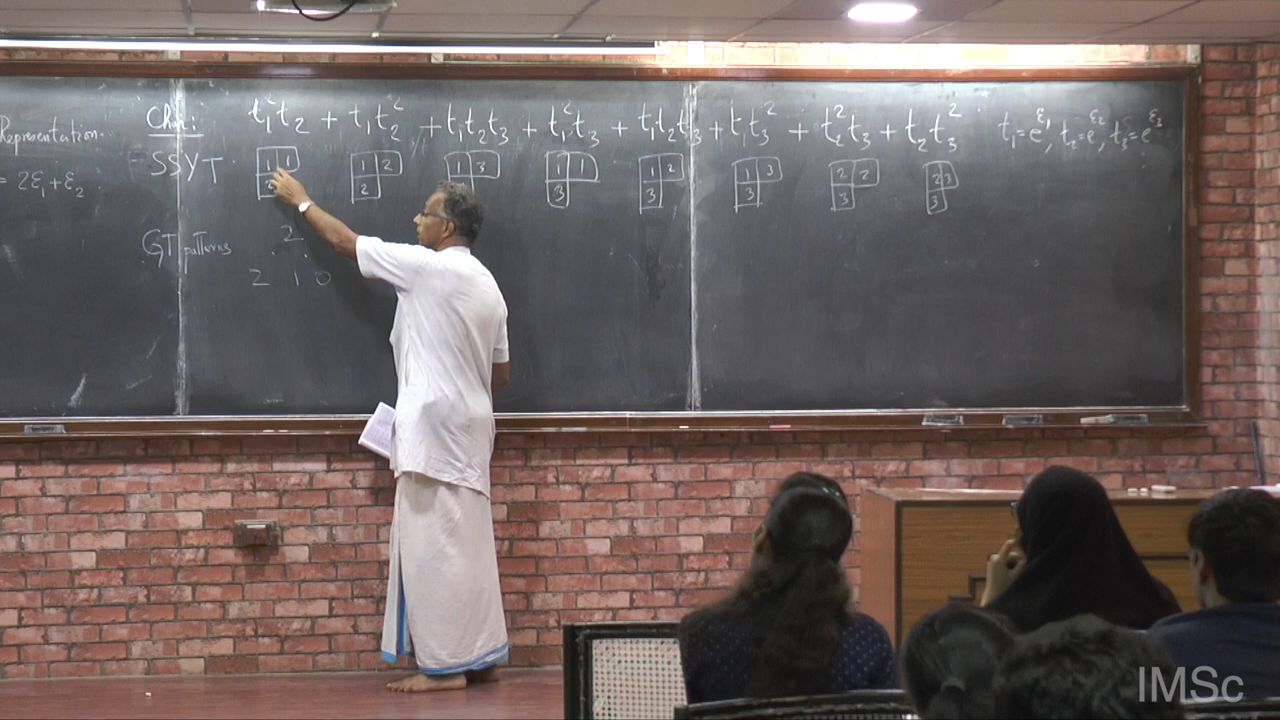 Representation
= 2ε₁+ε₂
Char: t₁²t₂ + t₁t₂² + t₁t₂t₃ + t₁²t₃ + t₁t₂t₃ + t₁t₃² + t₂²t₃ + t₂t₃² t₁=e^ε₁, t₂=e^ε₂, t₃=e^ε₃
SSYT 1 1 1 2 1 3 1 1 1 2 1 3 2 2 2 3
2 3 3 3 3 3
GT patterns 2
2 1 0
IMSc